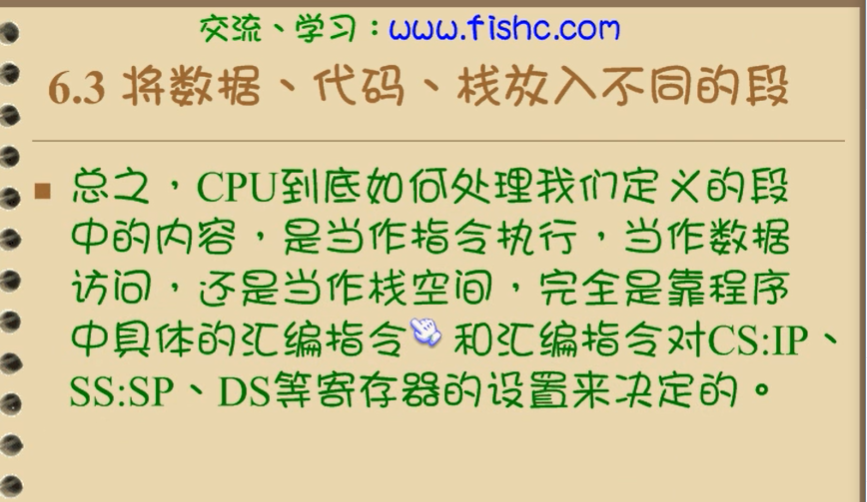 交流、学习：www.fishc.com
6.3 将数据、代码、栈放入不同的段
总之，CPU到底如何处理我们定义的段
中的内容，是当作指令执行，当作数据
访问，还是当作栈空间，完全是靠程序
中具体的汇编指令 和汇编指令对CS:IP、
SS:SP、DS等寄存器的设置来决定的。